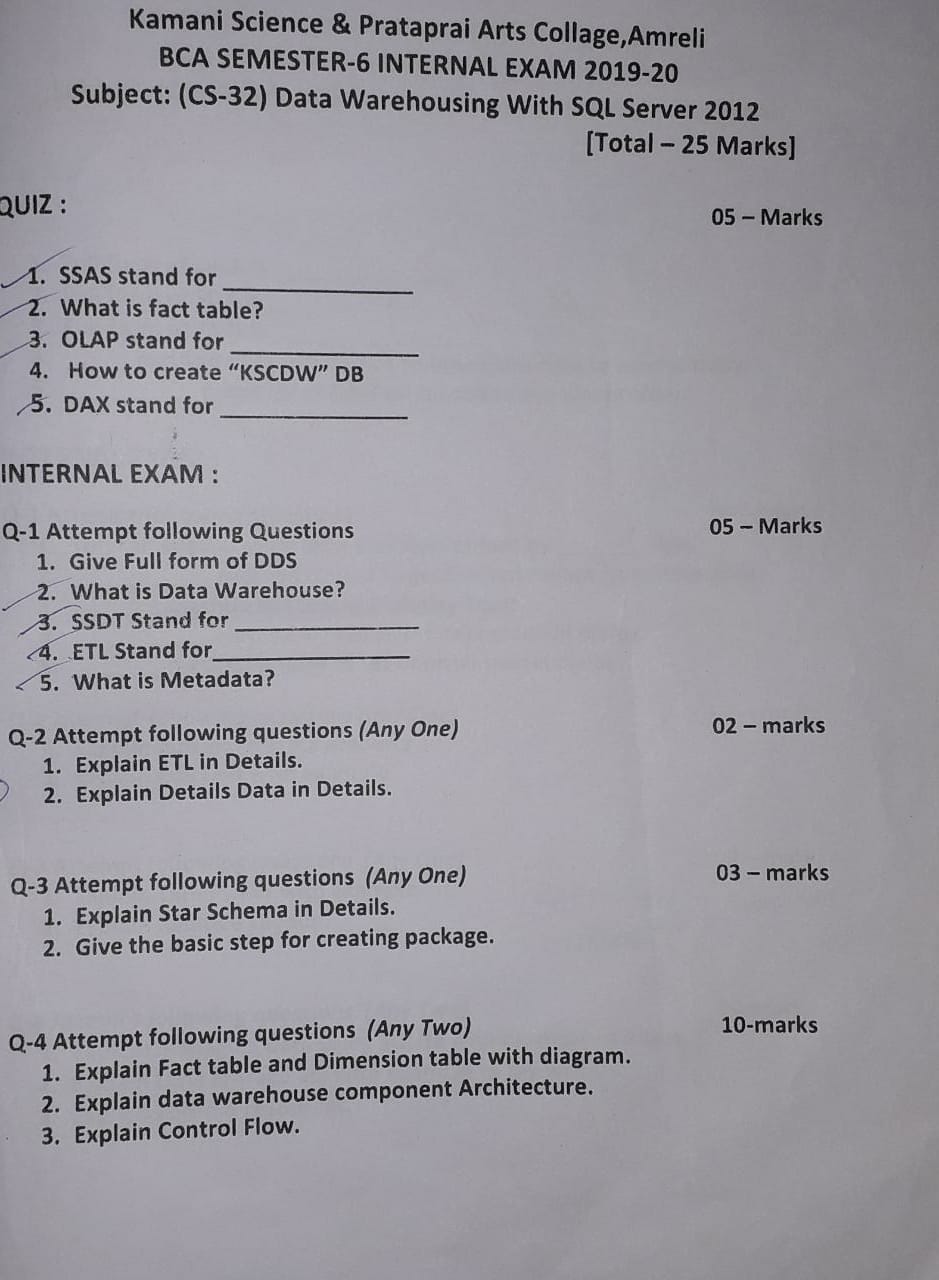 Kamani Science & Prataprai Arts Collage,Amreli
BCA SEMESTER-6 INTERNAL EXAM 2019-20
Subject: (CS-32) Data Warehousing With SQL Server 2012
[Total – 25 Marks]
QUIZ :
05 – Marks
1. SSAS stand for _______________
2. What is fact table?
3. OLAP stand for _______________
4. How to create “KSCDW” DB
5. DAX stand for _______________
INTERNAL EXAM :
Q-1 Attempt following Questions 05 – Marks
1. Give Full form of DDS
2. What is Data Warehouse?
3. SSDT Stand for _______________
4. ETL Stand for_______________
5. What is Metadata?
Q-2 Attempt following questions (Any One) 02 – marks
1. Explain ETL in Details.
2. Explain Details Data in Details.
Q-3 Attempt following questions (Any One) 03 – marks
1. Explain Star Schema in Details.
2. Give the basic step for creating package.
Q-4 Attempt following questions (Any Two) 10-marks
1. Explain Fact table and Dimension table with diagram.
2. Explain data warehouse component Architecture.
3. Explain Control Flow.